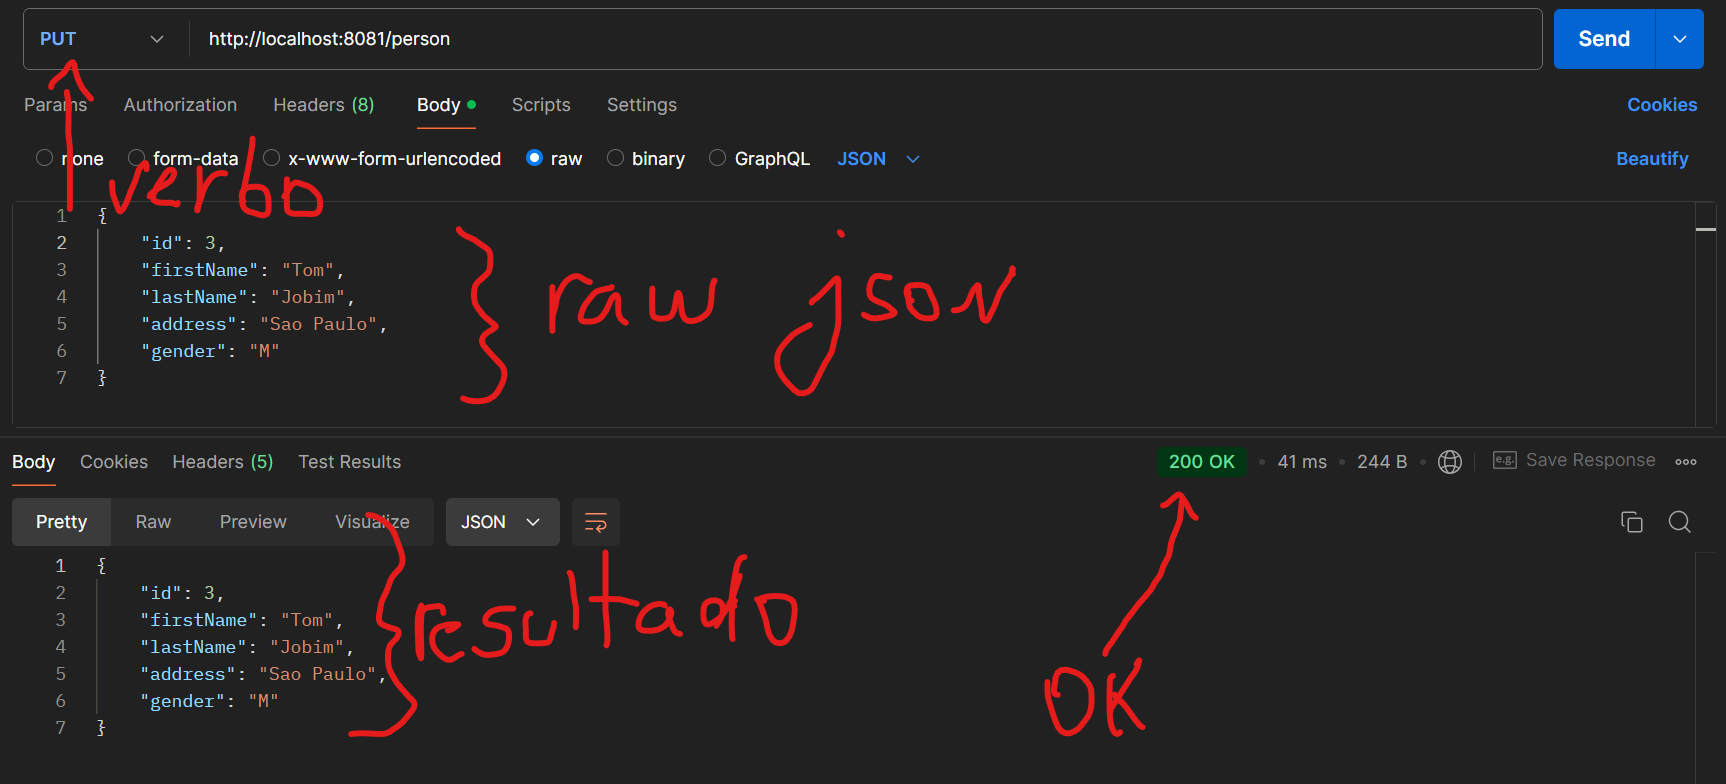 PUT http://localhost:8081/person Send
Params Authorization Headers (8) Body Scripts Settings Cookies
none form-data x-www-form-urlencoded raw binary GraphQL JSON Beautify
verbo
1 {
2 "id": 3,
3 "firstName": "Tom",
4 "lastName": "Jobim",
5 "address": "Sao Paulo",
6 "gender": "M"
7 }
raw json
Body Cookies Headers (5) Test Results 200 OK 41 ms 244 B e.g. Save Response
Pretty Raw Preview Visualize JSON
1 {
2 "id": 3,
3 "firstName": "Tom",
4 "lastName": "Jobim",
5 "address": "Sao Paulo",
6 "gender": "M"
7 }
resultado
OK